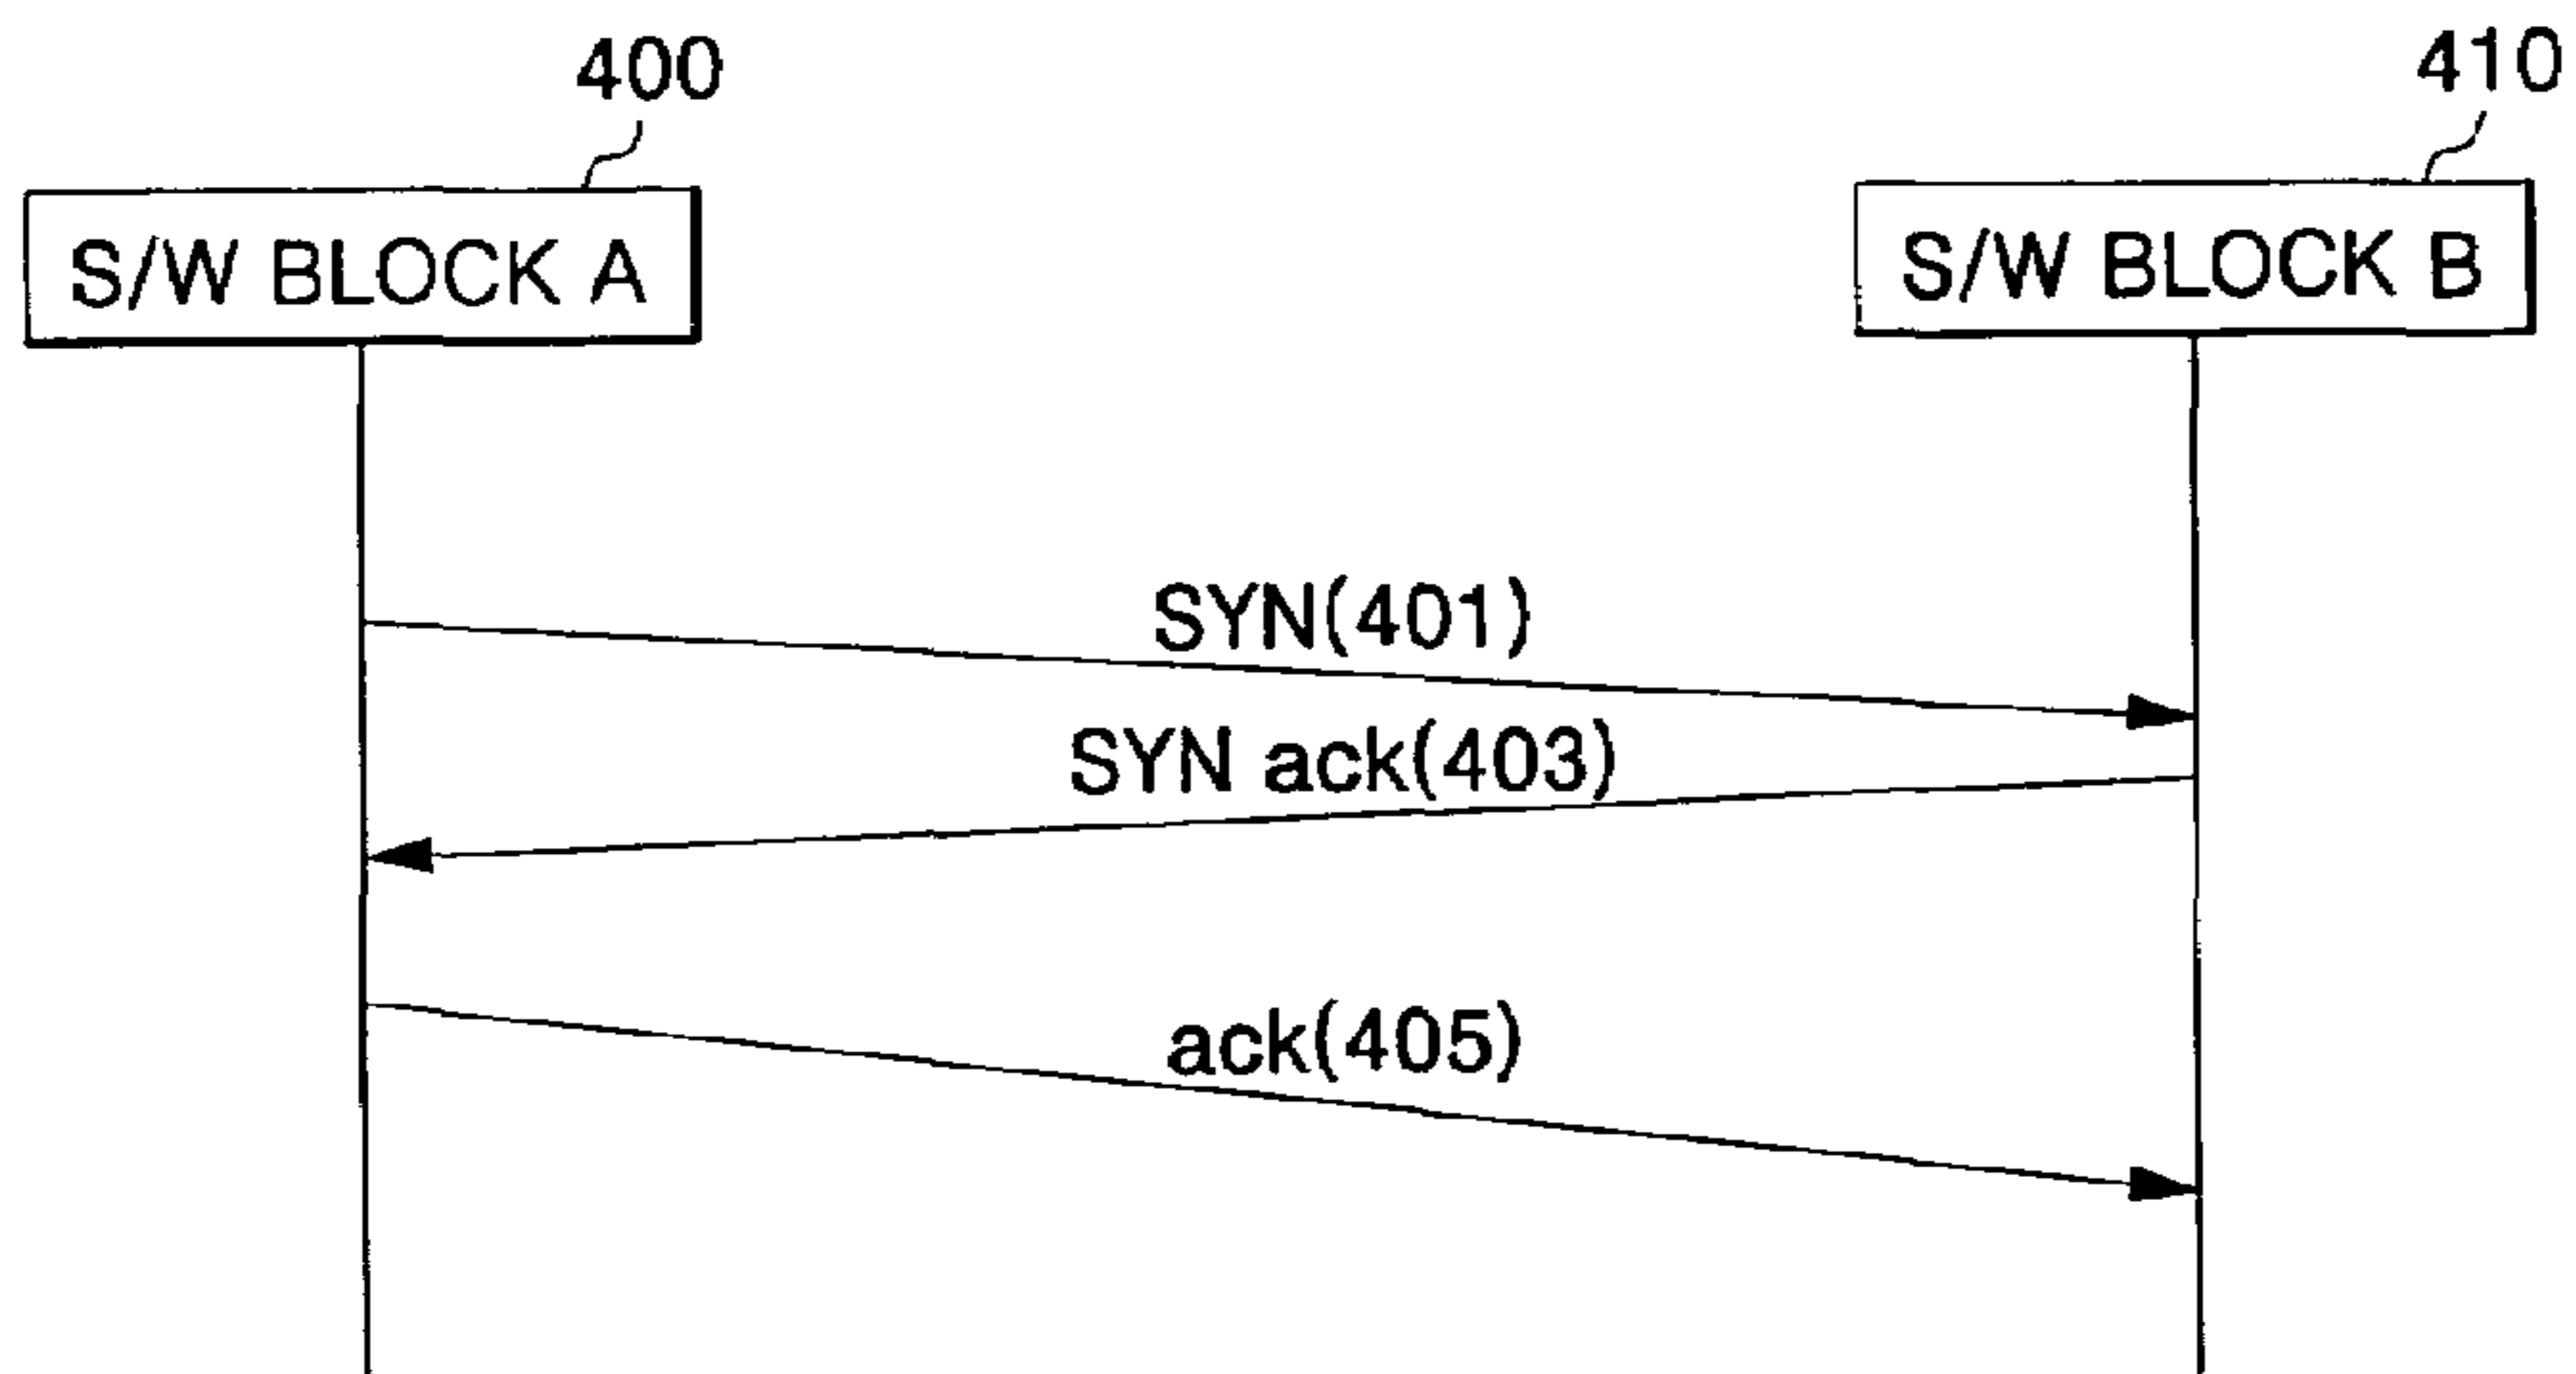 400
410
S/W BLOCK A
S/W BLOCK B
SYN(401)
SYN ack(403)
ack(405)